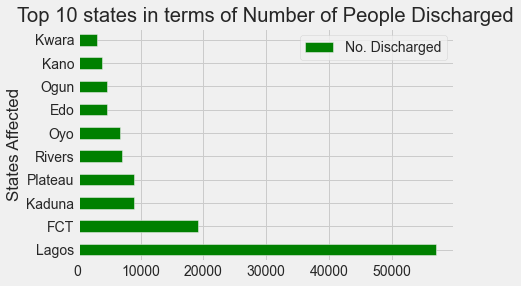 Top 10 states in terms of Number of People Discharged
No. Discharged
States Affected
Kwara
Kano
Ogun
Edo
Oyo
Rivers
Plateau
Kaduna
FCT
Lagos
0 10000 20000 30000 40000 50000